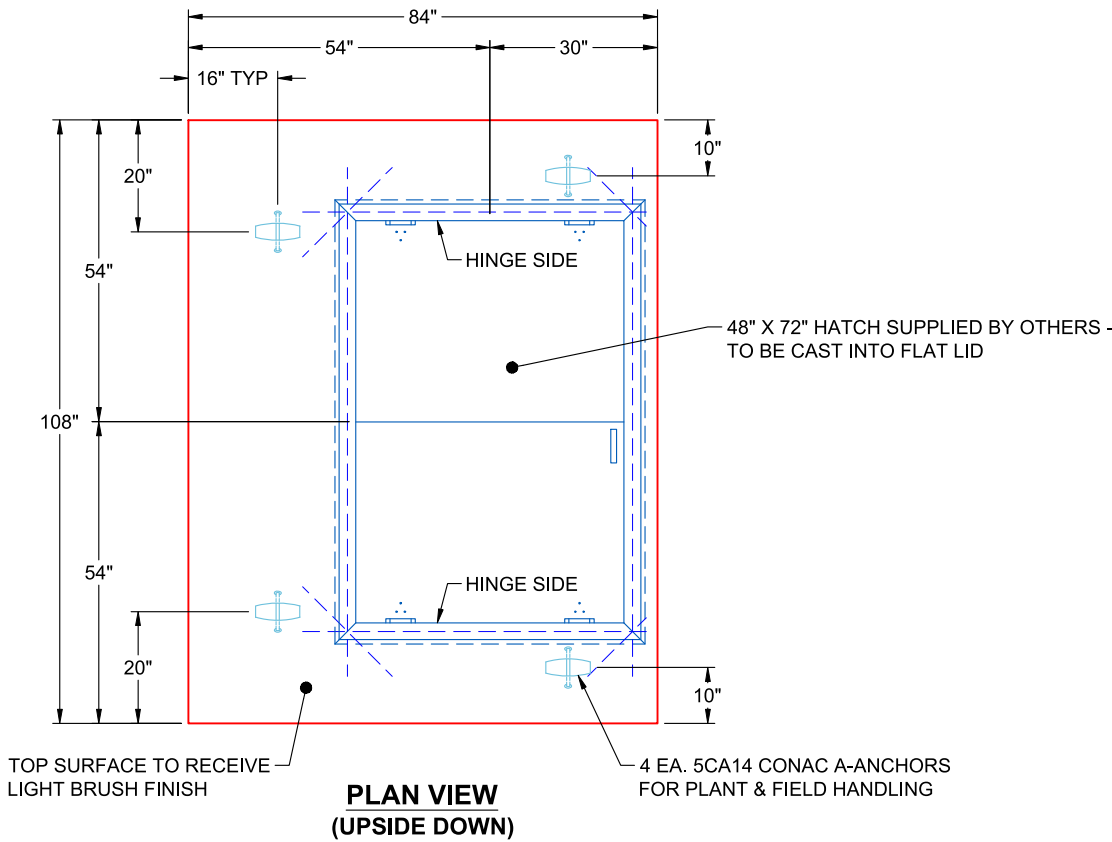 84"
54"
30"
16" TYP
20"
10"
54"
HINGE SIDE
48" X 72" HATCH SUPPLIED BY OTHERS -
TO BE CAST INTO FLAT LID
108"
54"
HINGE SIDE
20"
10"
TOP SURFACE TO RECEIVE
LIGHT BRUSH FINISH
4 EA. 5CA14 CONAC A-ANCHORS
FOR PLANT & FIELD HANDLING
PLAN VIEW
(UPSIDE DOWN)